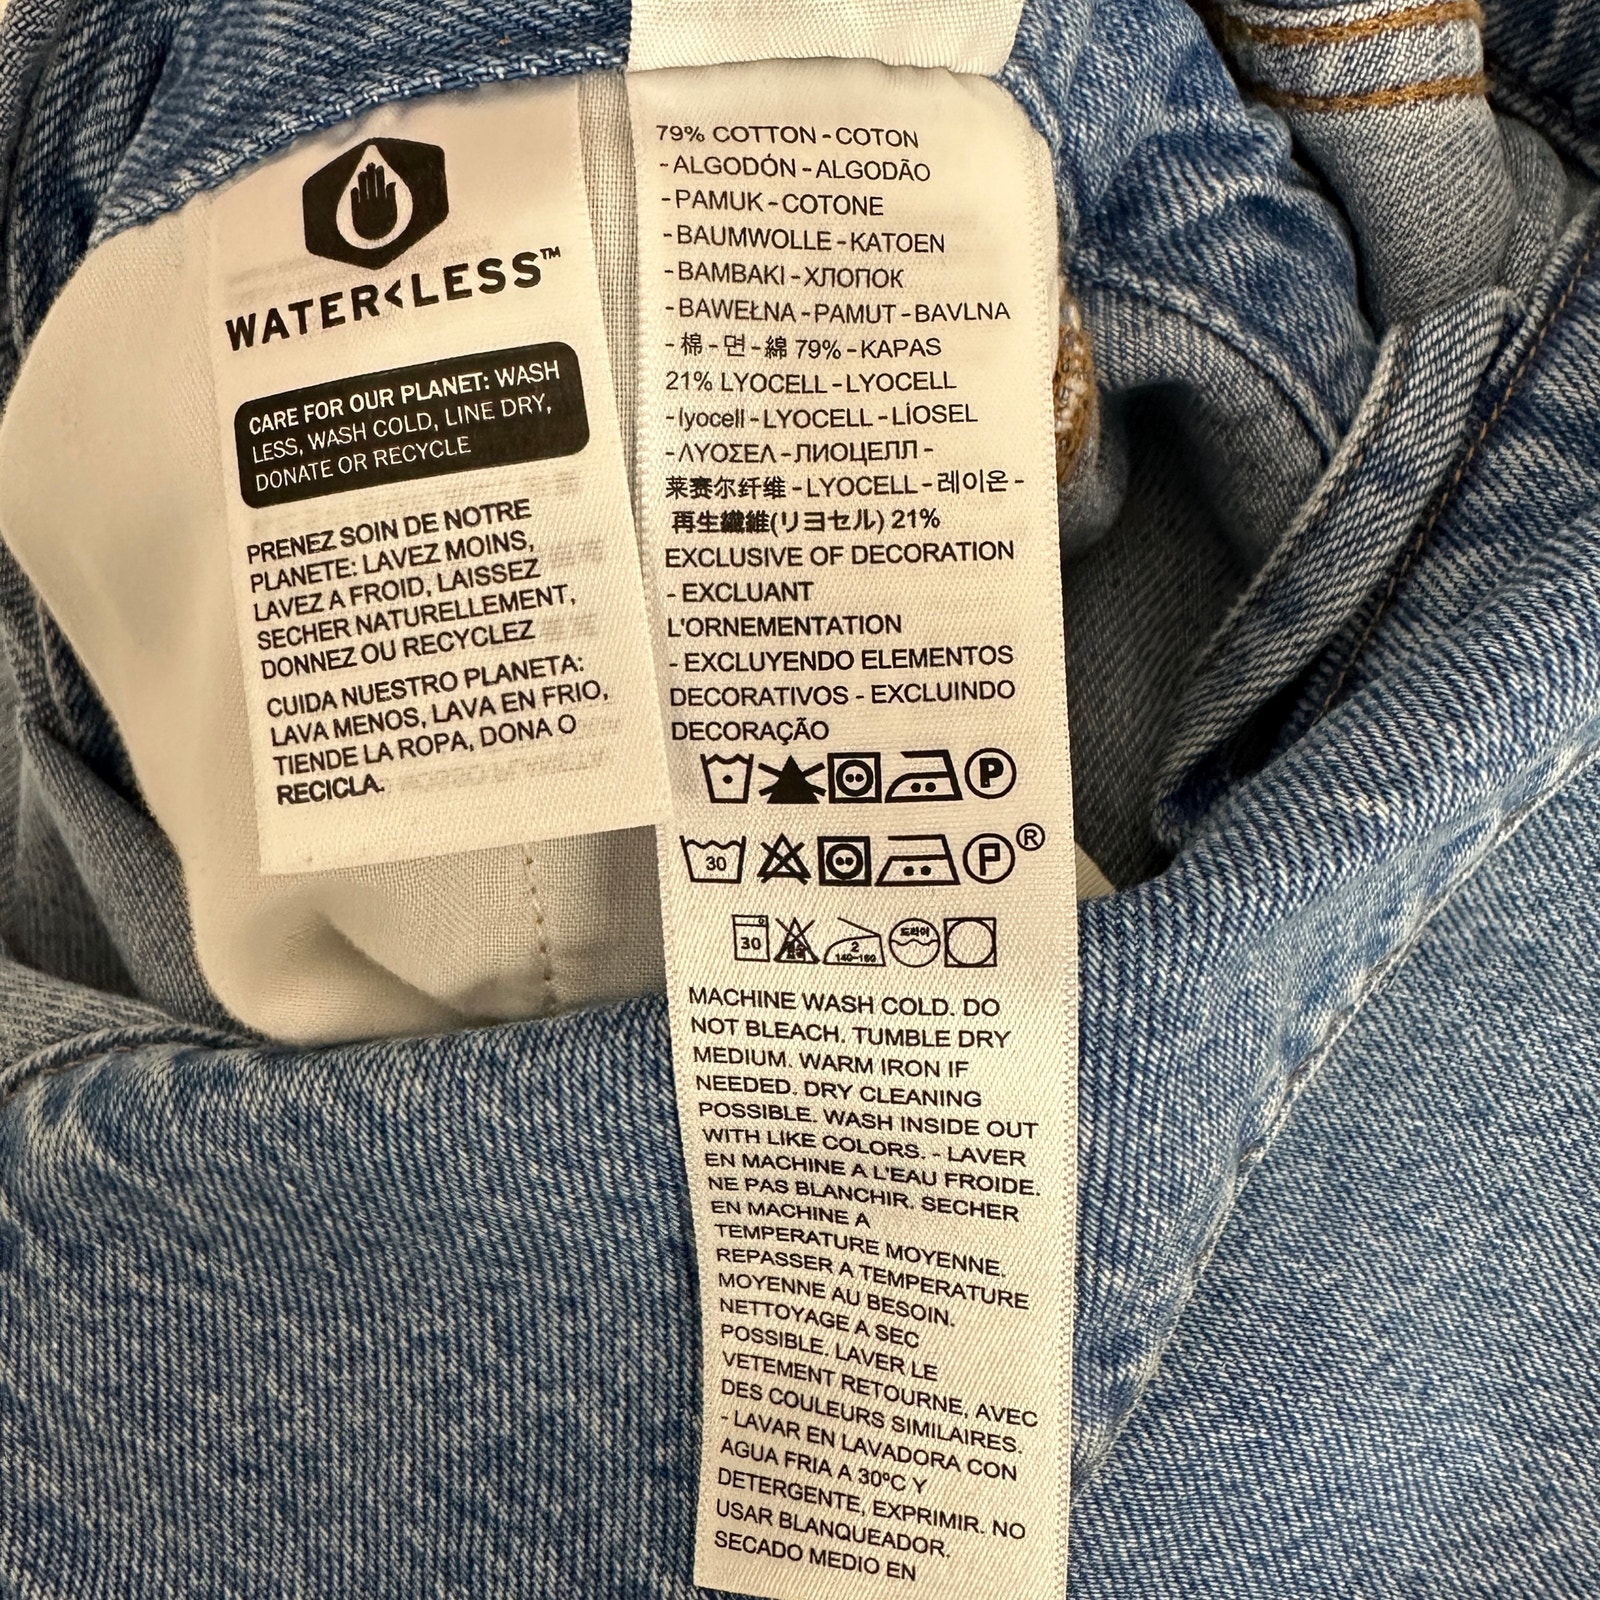 WATER<LESS™
CARE FOR OUR PLANET: WASH
LESS, WASH COLD, LINE DRY,
DONATE OR RECYCLE
PRENEZ SOIN DE NOTRE
PLANETE: LAVEZ MOINS,
LAVEZ A FROID, LAISSEZ
SECHER NATURELLEMENT,
DONNEZ OU RECYCLEZ
CUIDA NUESTRO PLANETA:
LAVA MENOS, LAVA EN FRIO,
TIENDE LA ROPA, DONA O
RECICLA.
79% COTTON - COTON
- ALGODÓN - ALGODÃO
- PAMUK - COTONE
- BAUMWOLLE - KATOEN
- BAMBAKI - ХЛОПОК
- BAWEŁNA - PAMUT - BAVLNA
- 棉 - 면 - 綿 79% - KAPAS
21% LYOCELL - LYOCELL
- lyocell - LYOCELL - LÍOSEL
- ΛΥΟΣΕΛ - ЛИОЦЕЛЛ -
莱赛尔纤维 - LYOCELL - 레이온 -
再生繊維(リヨセル) 21%
EXCLUSIVE OF DECORATION
- EXCLUANT
L'ORNEMENTATION
- EXCLUYENDO ELEMENTOS
DECORATIVOS - EXCLUINDO
DECORAÇÃO
P
30 P ®
30 2 140~160 드라이
MACHINE WASH COLD. DO
NOT BLEACH. TUMBLE DRY
MEDIUM. WARM IRON IF
NEEDED. DRY CLEANING
POSSIBLE. WASH INSIDE OUT
WITH LIKE COLORS. - LAVER
EN MACHINE A L'EAU FROIDE.
NE PAS BLANCHIR. SECHER
EN MACHINE A
TEMPERATURE MOYENNE.
REPASSER A TEMPERATURE
MOYENNE AU BESOIN.
NETTOYAGE A SEC
POSSIBLE. LAVER LE
VETEMENT RETOURNE, AVEC
DES COULEURS SIMILAIRES.
- LAVAR EN LAVADORA CON
AGUA FRIA A 30ºC Y
DETERGENTE, EXPRIMIR. NO
USAR BLANQUEADOR.
SECADO MEDIO EN